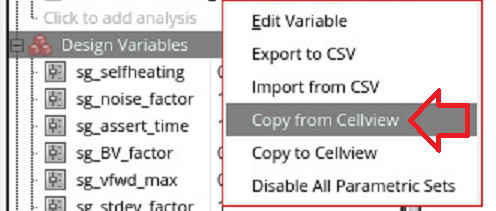 Click to add analysis
Design Variables
sg_selfheating
sg_noise_factor
sg_assert_time
sg_BV_factor
sg_vfwd_max
sg_stdev_factor
Edit Variable
Export to CSV
Import from CSV
Copy from Cellview
Copy to Cellview
Disable All Parametric Sets